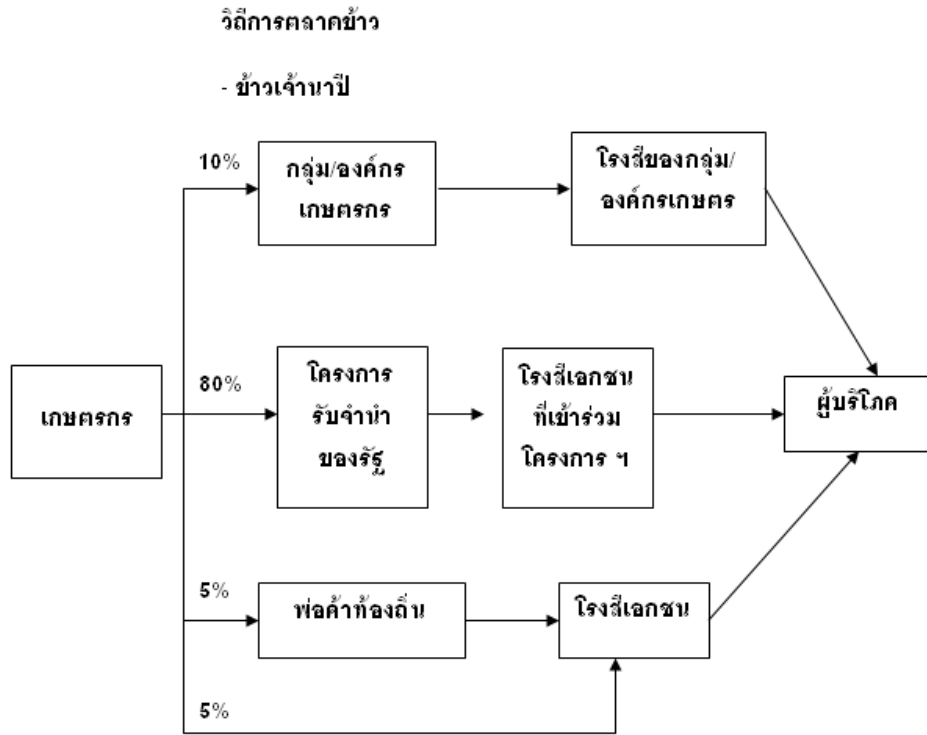 วิถีการตลาดข้าว
- ข้าวเจ้านาปี
10%
กลุ่ม/องค์กร
เกษตรกร
โรงสีของกลุ่ม/
องค์กรเกษตร
เกษตรกร
80%
โครงการ
รับจำนำ
ของรัฐ
โรงสีเอกชน
ที่เข้าร่วม
โครงการ ฯ
ผู้บริโภค
5%
พ่อค้าท้องถิ่น
โรงสีเอกชน
5%